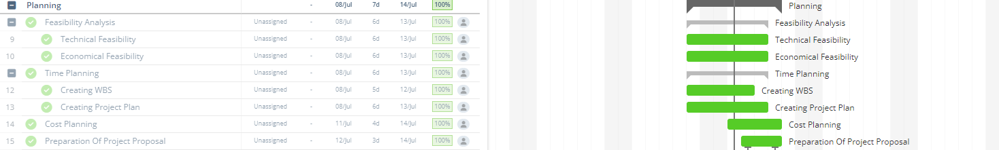 Planning - 08/Jul 7d 14/Jul 100% Planning
Feasibility Analysis Unassigned - 08/Jul 6d 13/Jul 100% Feasibility Analysis
9 Technical Feasibility Unassigned - 08/Jul 6d 13/Jul 100% Technical Feasibility
10 Economical Feasibility Unassigned - 08/Jul 6d 13/Jul 100% Economical Feasibility
Time Planning Unassigned - 08/Jul 6d 13/Jul 100% Time Planning
12 Creating WBS Unassigned - 08/Jul 5d 12/Jul 100% Creating WBS
13 Creating Project Plan Unassigned - 08/Jul 6d 13/Jul 100% Creating Project Plan
14 Cost Planning Unassigned - 11/Jul 4d 14/Jul 100% Cost Planning
15 Preparation Of Project Proposal Unassigned - 12/Jul 3d 14/Jul 100% Preparation Of Project Proposal